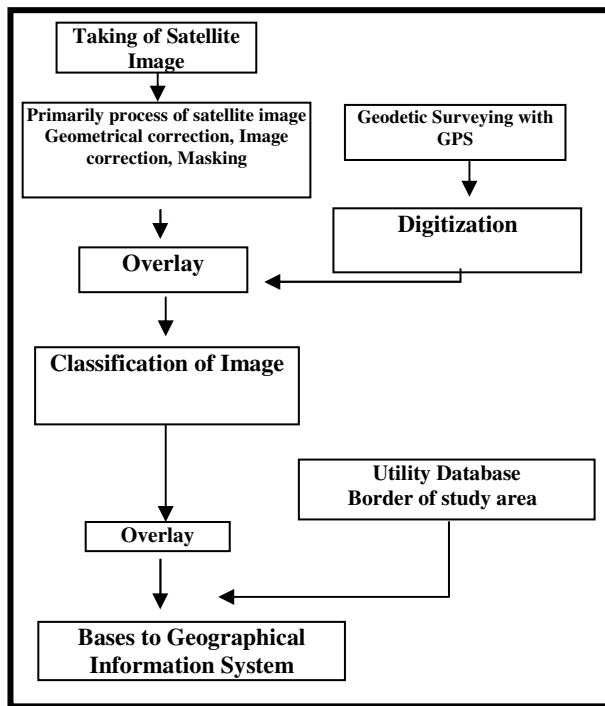 Taking of Satellite
Image
Primarily process of satellite image
Geometrical correction, Image
correction, Masking
Geodetic Surveying with
GPS
Digitization
Overlay
Classification of Image
Utility Database
Border of study area
Overlay
Bases to Geographical
Information System